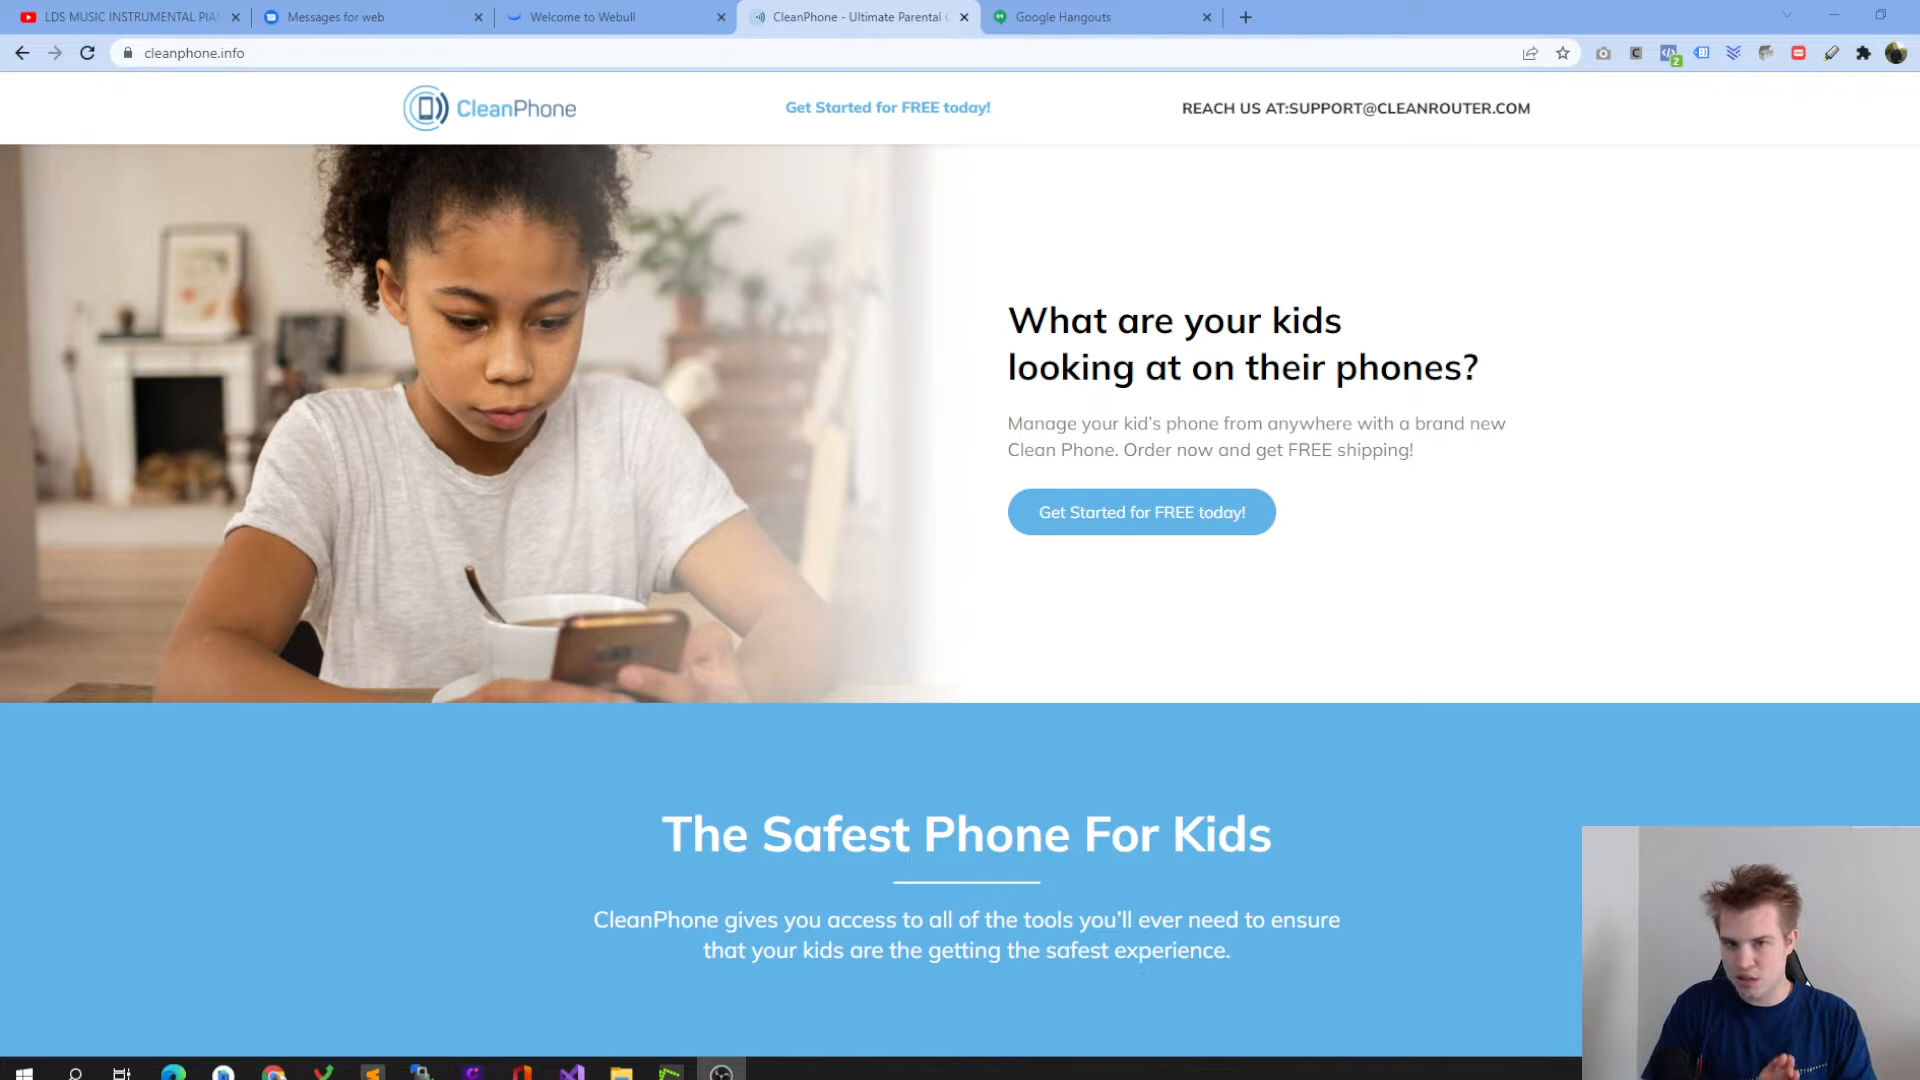 LDS MUSIC INSTRUMENTAL PIA
Messages for web
Welcome to Webull
CleanPhone - Ultimate Parental C
Google Hangouts
cleanphone.info
2
CleanPhone
Get Started for FREE today!
REACH US AT:SUPPORT@CLEANROUTER.COM
What are your kids
looking at on their phones?
Manage your kid's phone from anywhere with a brand new
Clean Phone. Order now and get FREE shipping!
Get Started for FREE today!
The Safest Phone For Kids
CleanPhone gives you access to all of the tools you'll ever need to ensure
that your kids are the getting the safest experience.